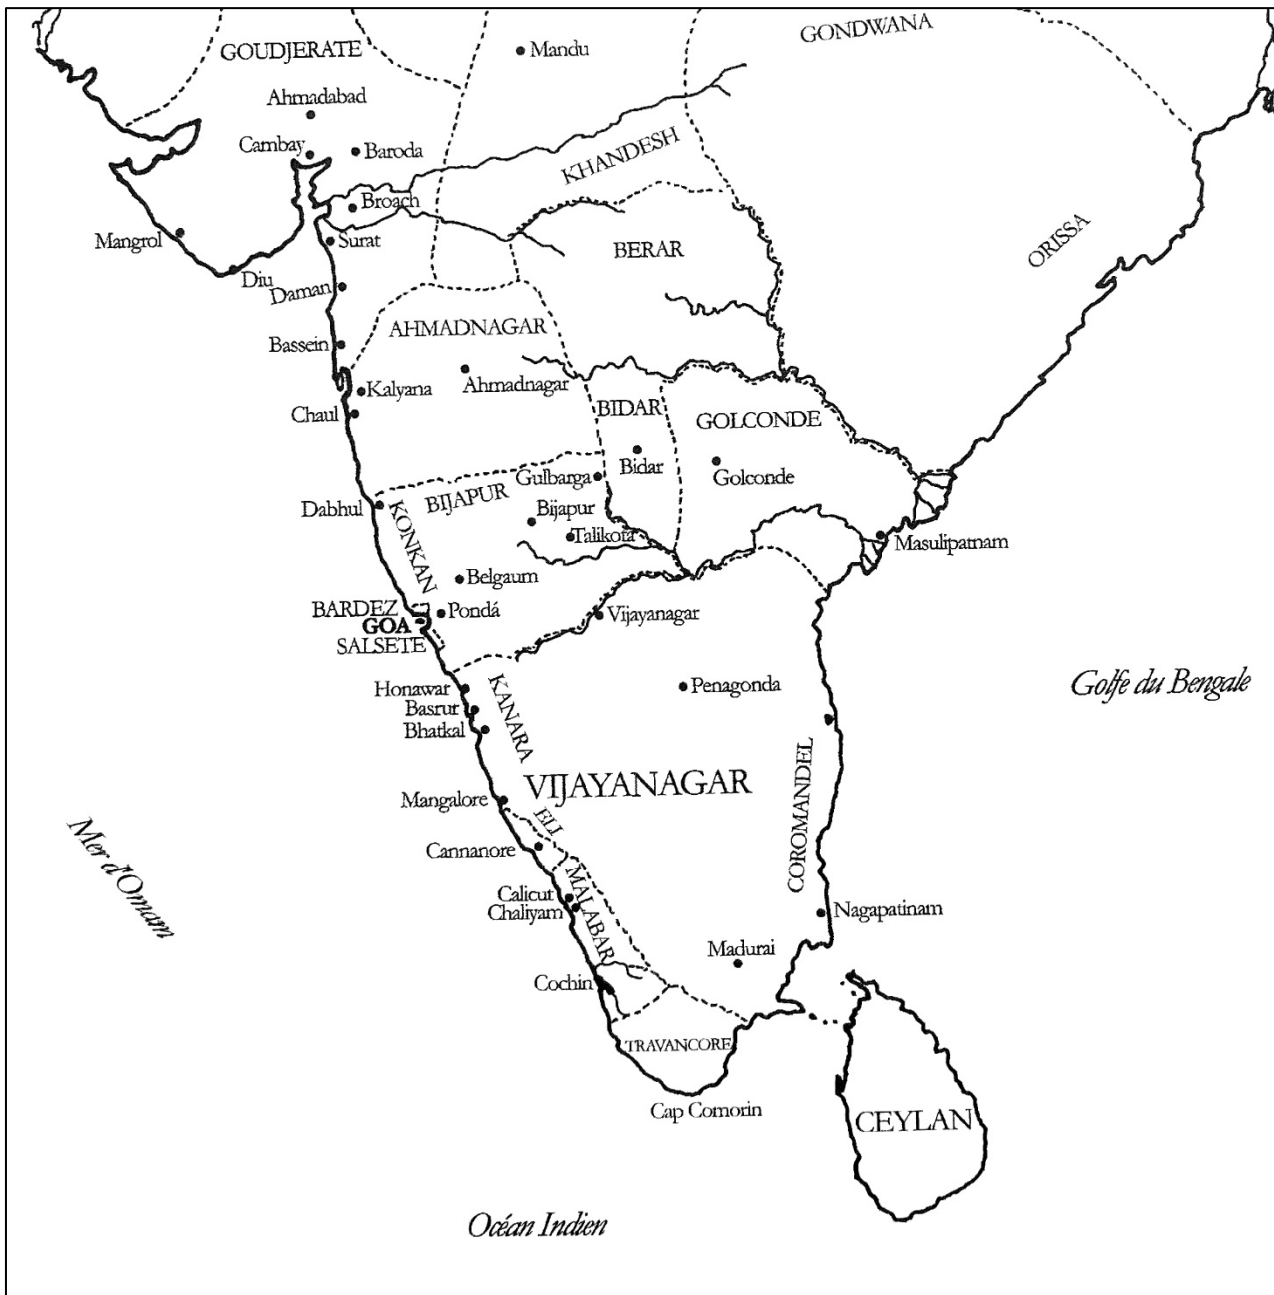 GONDWANA
GOUDJERATE
Mandu
Ahmadabad
Cambay
Baroda
KHANDESH
Broach
Mangrol
Surat
BERAR
ORISSA
Diu
Daman
AHMADNAGAR
Bassein
Ahmadnagar
Kalyana
Chaul
BIDAR
GOLCONDE
Bidar
Gulbarga
Golconde
BIJAPUR
Dabhul
KONKAN
Bijapur
Talikota
Masulipatnam
Belgaum
BARDEZ
Pondá
Vijayanagar
GOA
SALSETE
Honawar
KANARA
Penagonda
Golfe du Bengale
Basrur
Bhatkal
VIJAYANAGAR
Mangalore
COROMANDEL
ELI
Mer d'Omam
Cannanore
MALABAR
Calicut
Chaliyam
Nagapatinam
Madurai
Cochin
TRAVANCORE
Cap Comorin
CEYLAN
Océan Indien